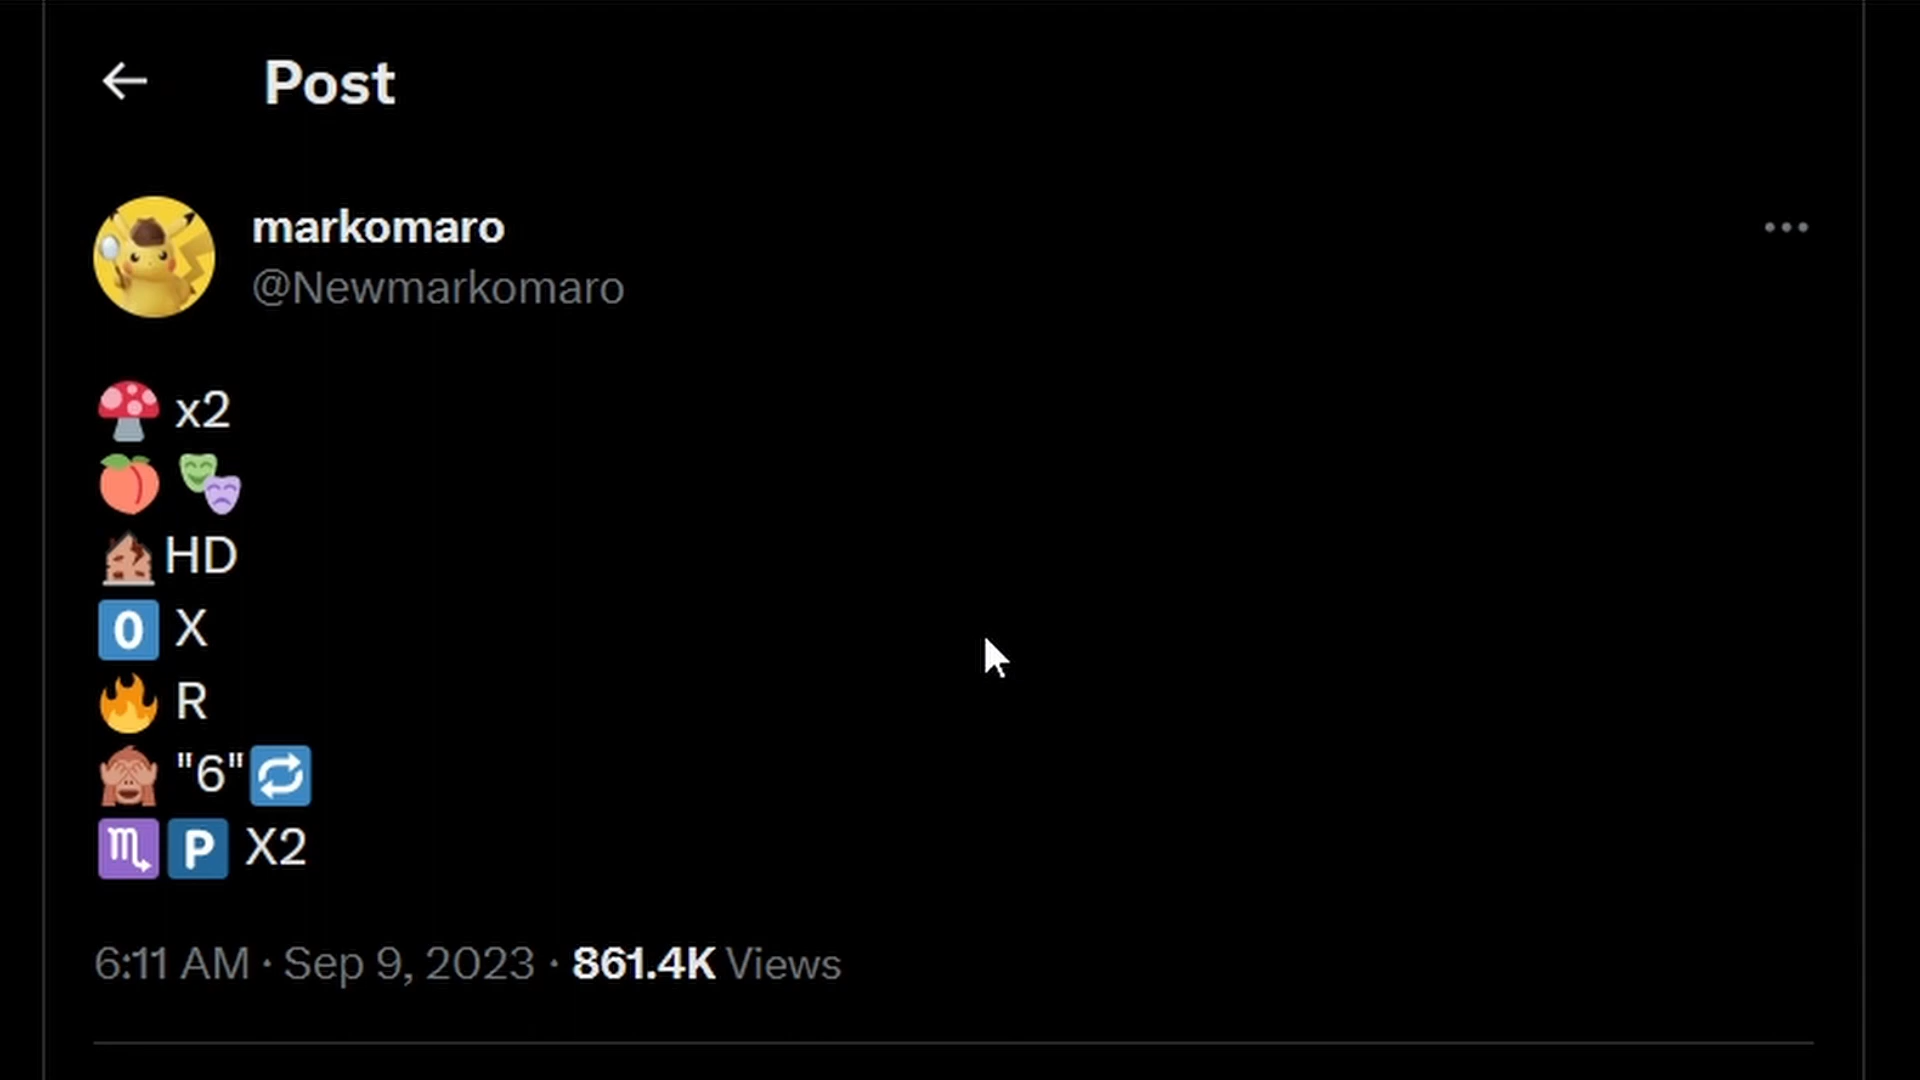 Post
markomaro
@Newmarkomaro
x2
HD
0 X
R
"6"
P X2
6:11 AM · Sep 9, 2023 · 861.4K Views